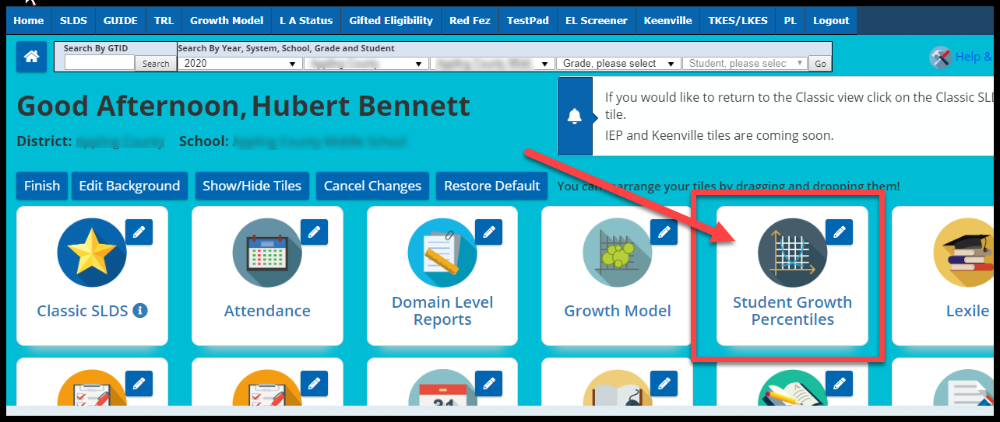 Home SLDS GUIDE TRL Growth Model L A Status Gifted Eligibility Red Fez TestPad EL Screener Keenville TKES/LKES PL Logout
Search By GTID
Search
Search By Year, System, School, Grade and Student
2020 Grade, please select Student, please selec Go
Help &
Good Afternoon, Hubert Bennett
District: School:
If you would like to return to the Classic view click on the Classic SLD
tile.
IEP and Keenville tiles are coming soon.
Finish Edit Background Show/Hide Tiles Cancel Changes Restore Default
You can rearrange your tiles by dragging and dropping them!
Classic SLDS
Attendance
Domain Level
Reports
Growth Model
Student Growth
Percentiles
Lexile
31